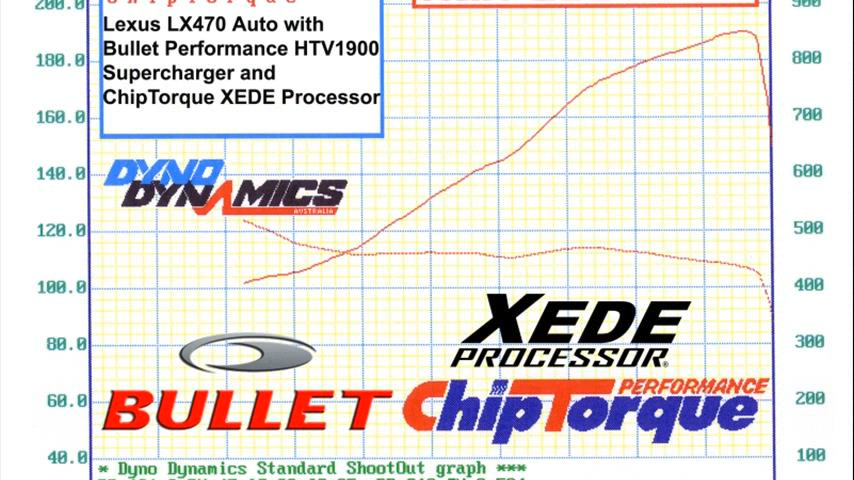 200.0
900
ChipTorque
Lexus LX470 Auto with
Bullet Performance HTV1900
Supercharger and
ChipTorque XEDE Processor
180.0
800
160.0
700
140.0
600
DYNO
DYNAMICS
AUSTRALIA
120.0
500
100.0
400
XEDE
PROCESSOR
80.0
300
60.0
200
BULLET
PERFORMANCE
ChipTorque
40.0
100
* Dyno Dynamics Standard ShootOut graph ***